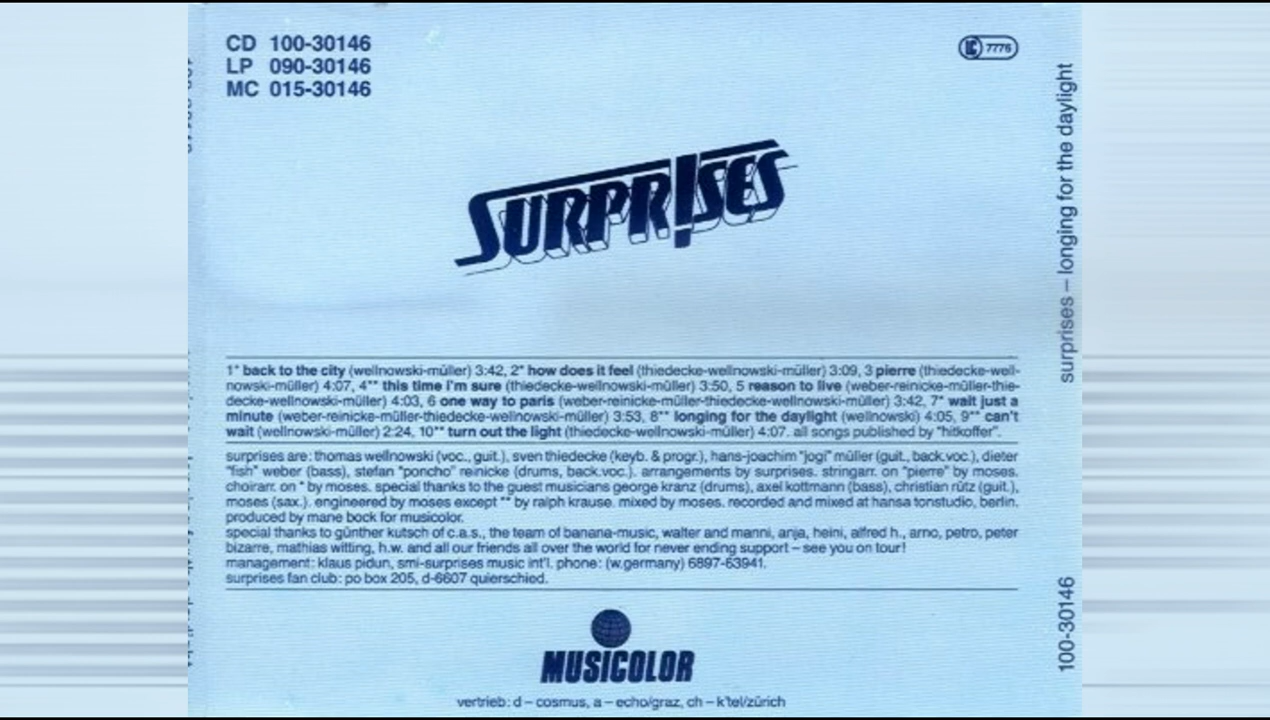 CD 100-30146
LP 090-30146
MC 015-30146
LC 7776
SURPR!SES
1* back to the city (wellnowski-müller) 3:42, 2* how does it feel (thiedecke-wellnowski-müller) 3:09, 3 pierre (thiedecke-well-
nowski-müller) 4:07, 4** this time i'm sure (thiedecke-wellnowski-müller) 3:50, 5 reason to live (weber-reinicke-müller-thie-
decke-wellnowski-müller) 4:03, 6 one way to paris (weber-reinicke-müller-thiedecke-wellnowski-müller) 3:42, 7* wait just a
minute (weber-reinicke-müller-thiedecke-wellnowski-müller) 3:53, 8** longing for the daylight (wellnowski) 4:05, 9** can't
wait (wellnowski-müller) 2:24, 10** turn out the light (thiedecke-wellnowski-müller) 4:07. all songs published by "hitkoffer".
surprises are: thomas wellnowski (voc., guit.), sven thiedecke (keyb. & progr.), hans-joachim "jogi" müller (guit., back.voc.), dieter
"fish" weber (bass), stefan "poncho" reinicke (drums, back.voc.). arrangements by surprises. stringarr. on "pierre" by moses.
choirarr. on * by moses. special thanks to the guest musicians george kranz (drums), axel kottmann (bass), christian rütz (guit.),
moses (sax.). engineered by moses except ** by ralph krause. mixed by moses. recorded and mixed at hansa tonstudio, berlin.
produced by mane bock for musicolor.
special thanks to günther kutsch of c.a.s., the team of banana-music, walter and manni, anja, heini, alfred h., arno, petro, peter
bizarre, mathias witting, h.w. and all our friends all over the world for never ending support – see you on tour!
management: klaus pidun, smi-surprises music int'l. phone: (w.germany) 6897-63941.
surprises fan club: po box 205, d-6607 quierschied.
MUSICOLOR
vertrieb: d – cosmus, a – echo/graz, ch – k'tel/zürich
surprises – longing for the daylight
100-30146